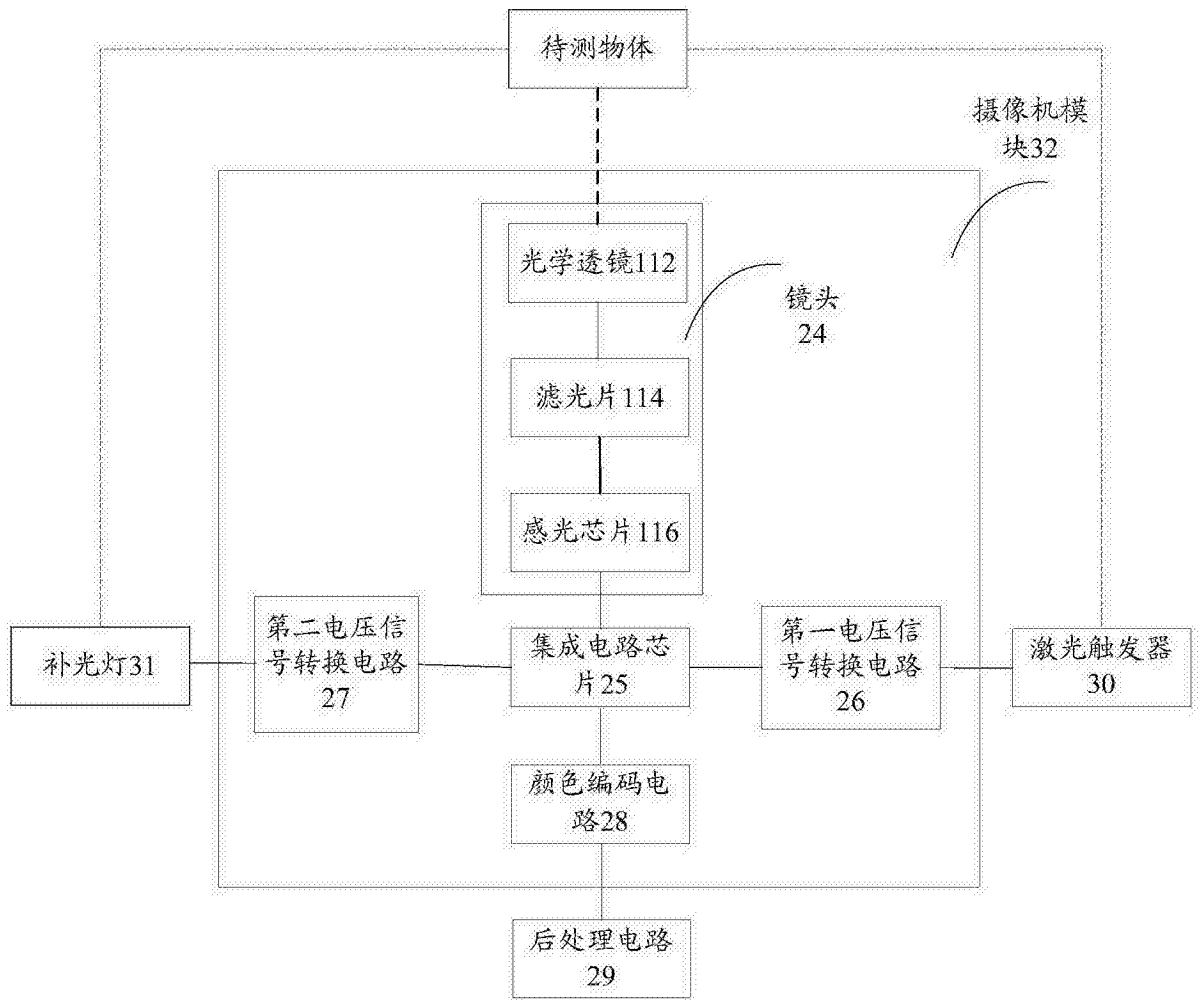 待测物体
摄像机模
块32
光学透镜112
镜头
24
滤光片114
感光芯片116
补光灯31
第二电压信
号转换电路
27
集成电路芯
片25
第一电压信
号转换电路
26
激光触发器
30
颜色编码电
路28
后处理电路
29